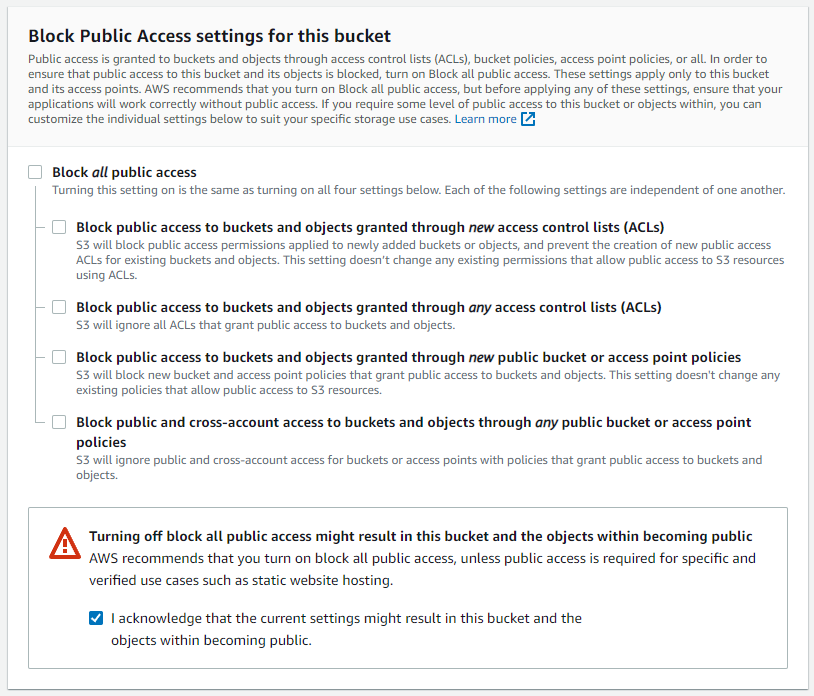 Block Public Access settings for this bucket
Public access is granted to buckets and objects through access control lists (ACLs), bucket policies, access point policies, or all. In order to
ensure that public access to this bucket and its objects is blocked, turn on Block all public access. These settings apply only to this bucket
and its access points. AWS recommends that you turn on Block all public access, but before applying any of these settings, ensure that your
applications will work correctly without public access. If you require some level of public access to this bucket or objects within, you can
customize the individual settings below to suit your specific storage use cases. Learn more
Block all public access
Turning this setting on is the same as turning on all four settings below. Each of the following settings are independent of one another.
Block public access to buckets and objects granted through new access control lists (ACLs)
S3 will block public access permissions applied to newly added buckets or objects, and prevent the creation of new public access
ACLs for existing buckets and objects. This setting doesn't change any existing permissions that allow public access to S3 resources
using ACLs.
Block public access to buckets and objects granted through any access control lists (ACLs)
S3 will ignore all ACLs that grant public access to buckets and objects.
Block public access to buckets and objects granted through new public bucket or access point policies
S3 will block new bucket and access point policies that grant public access to buckets and objects. This setting doesn't change any
existing policies that allow public access to S3 resources.
Block public and cross-account access to buckets and objects through any public bucket or access point
policies
S3 will ignore public and cross-account access for buckets or access points with policies that grant public access to buckets and
objects.
Turning off block all public access might result in this bucket and the objects within becoming public
AWS recommends that you turn on block all public access, unless public access is required for specific and
verified use cases such as static website hosting.
I acknowledge that the current settings might result in this bucket and the
objects within becoming public.